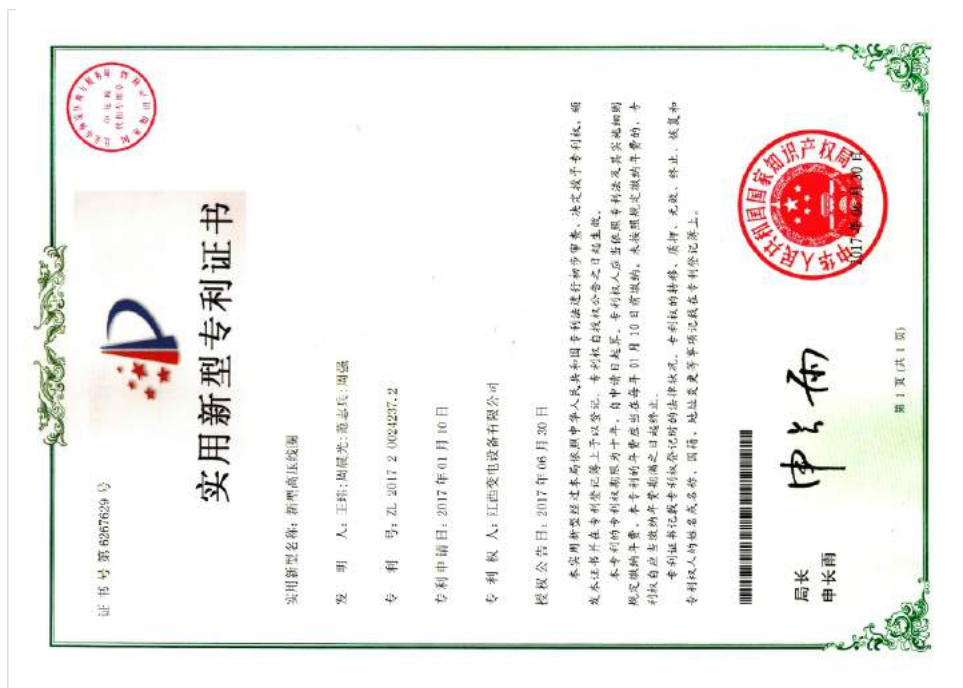 证书号第6267629号
实用新型专利证书
实用新型名称：新型高压线圈
发明人：王玮;周晨光;范志兵;周强
专利号：ZL 2017 2 0024237.2
专利申请日：2017年01月10日
专利权人：江西变电设备有限公司
授权公告日：2017年06月30日
本实用新型经过本局依照中华人民共和国专利法进行初步审查，决定授予专利权，颁
发本证书并在专利登记簿上予以登记。专利权自授权公告之日起生效。
本专利的专利权期限为十年，自申请日起算。专利权人应当依照专利法及其实施细则
规定缴纳年费。本专利的年费应当在每年01月10日前缴纳。未按照规定缴纳年费的，专
利权自应当缴纳年费期满之日起终止。
专利证书记载专利权登记时的法律状况。专利权的转移、质押、无效、终止、恢复和
专利权人的姓名或名称、国籍、地址变更等事项记载在专利登记簿上。
局长
申长雨
申长雨
中华人民共和国国家知识产权局
2017年06月30日
第1页(共1页)